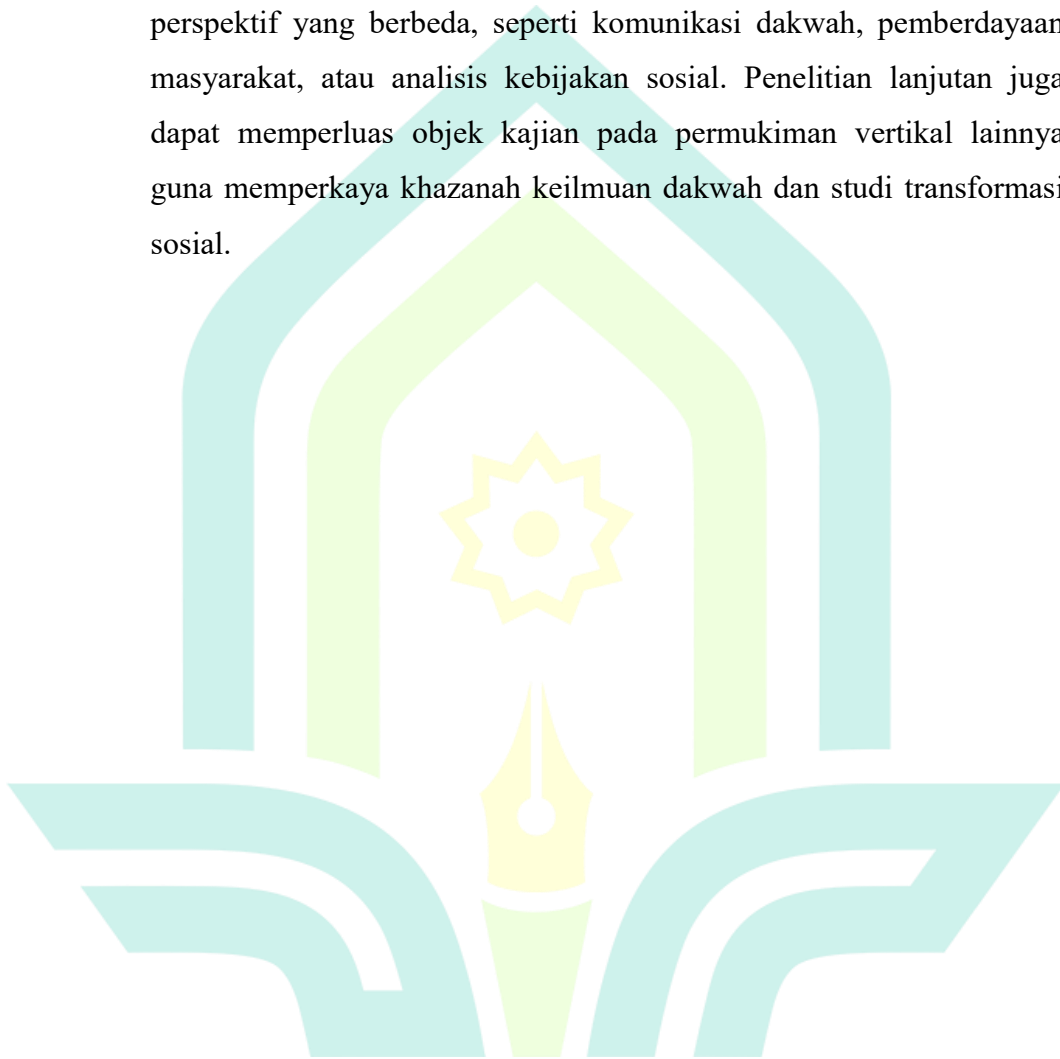 perspektif yang berbeda, seperti komunikasi dakwah, pemberdayaan
masyarakat, atau analisis kebijakan sosial. Penelitian lanjutan juga
dapat memperluas objek kajian pada permukiman vertikal lainnya
guna memperkaya khazanah keilmuan dakwah dan studi transformasi
sosial.